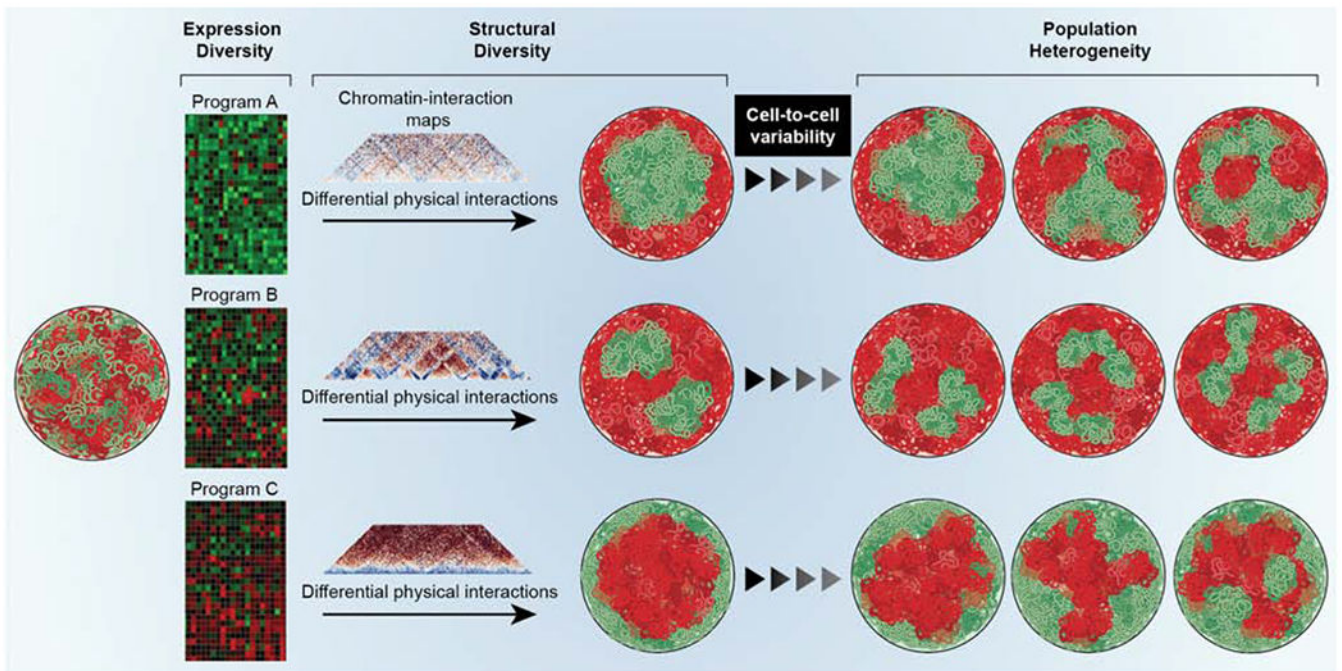 Expression
Diversity
Structural
Diversity
Population
Heterogeneity
Program A
Chromatin-interaction
maps
Differential physical interactions
Cell-to-cell
variability
Program B
Differential physical interactions
Program C
Differential physical interactions